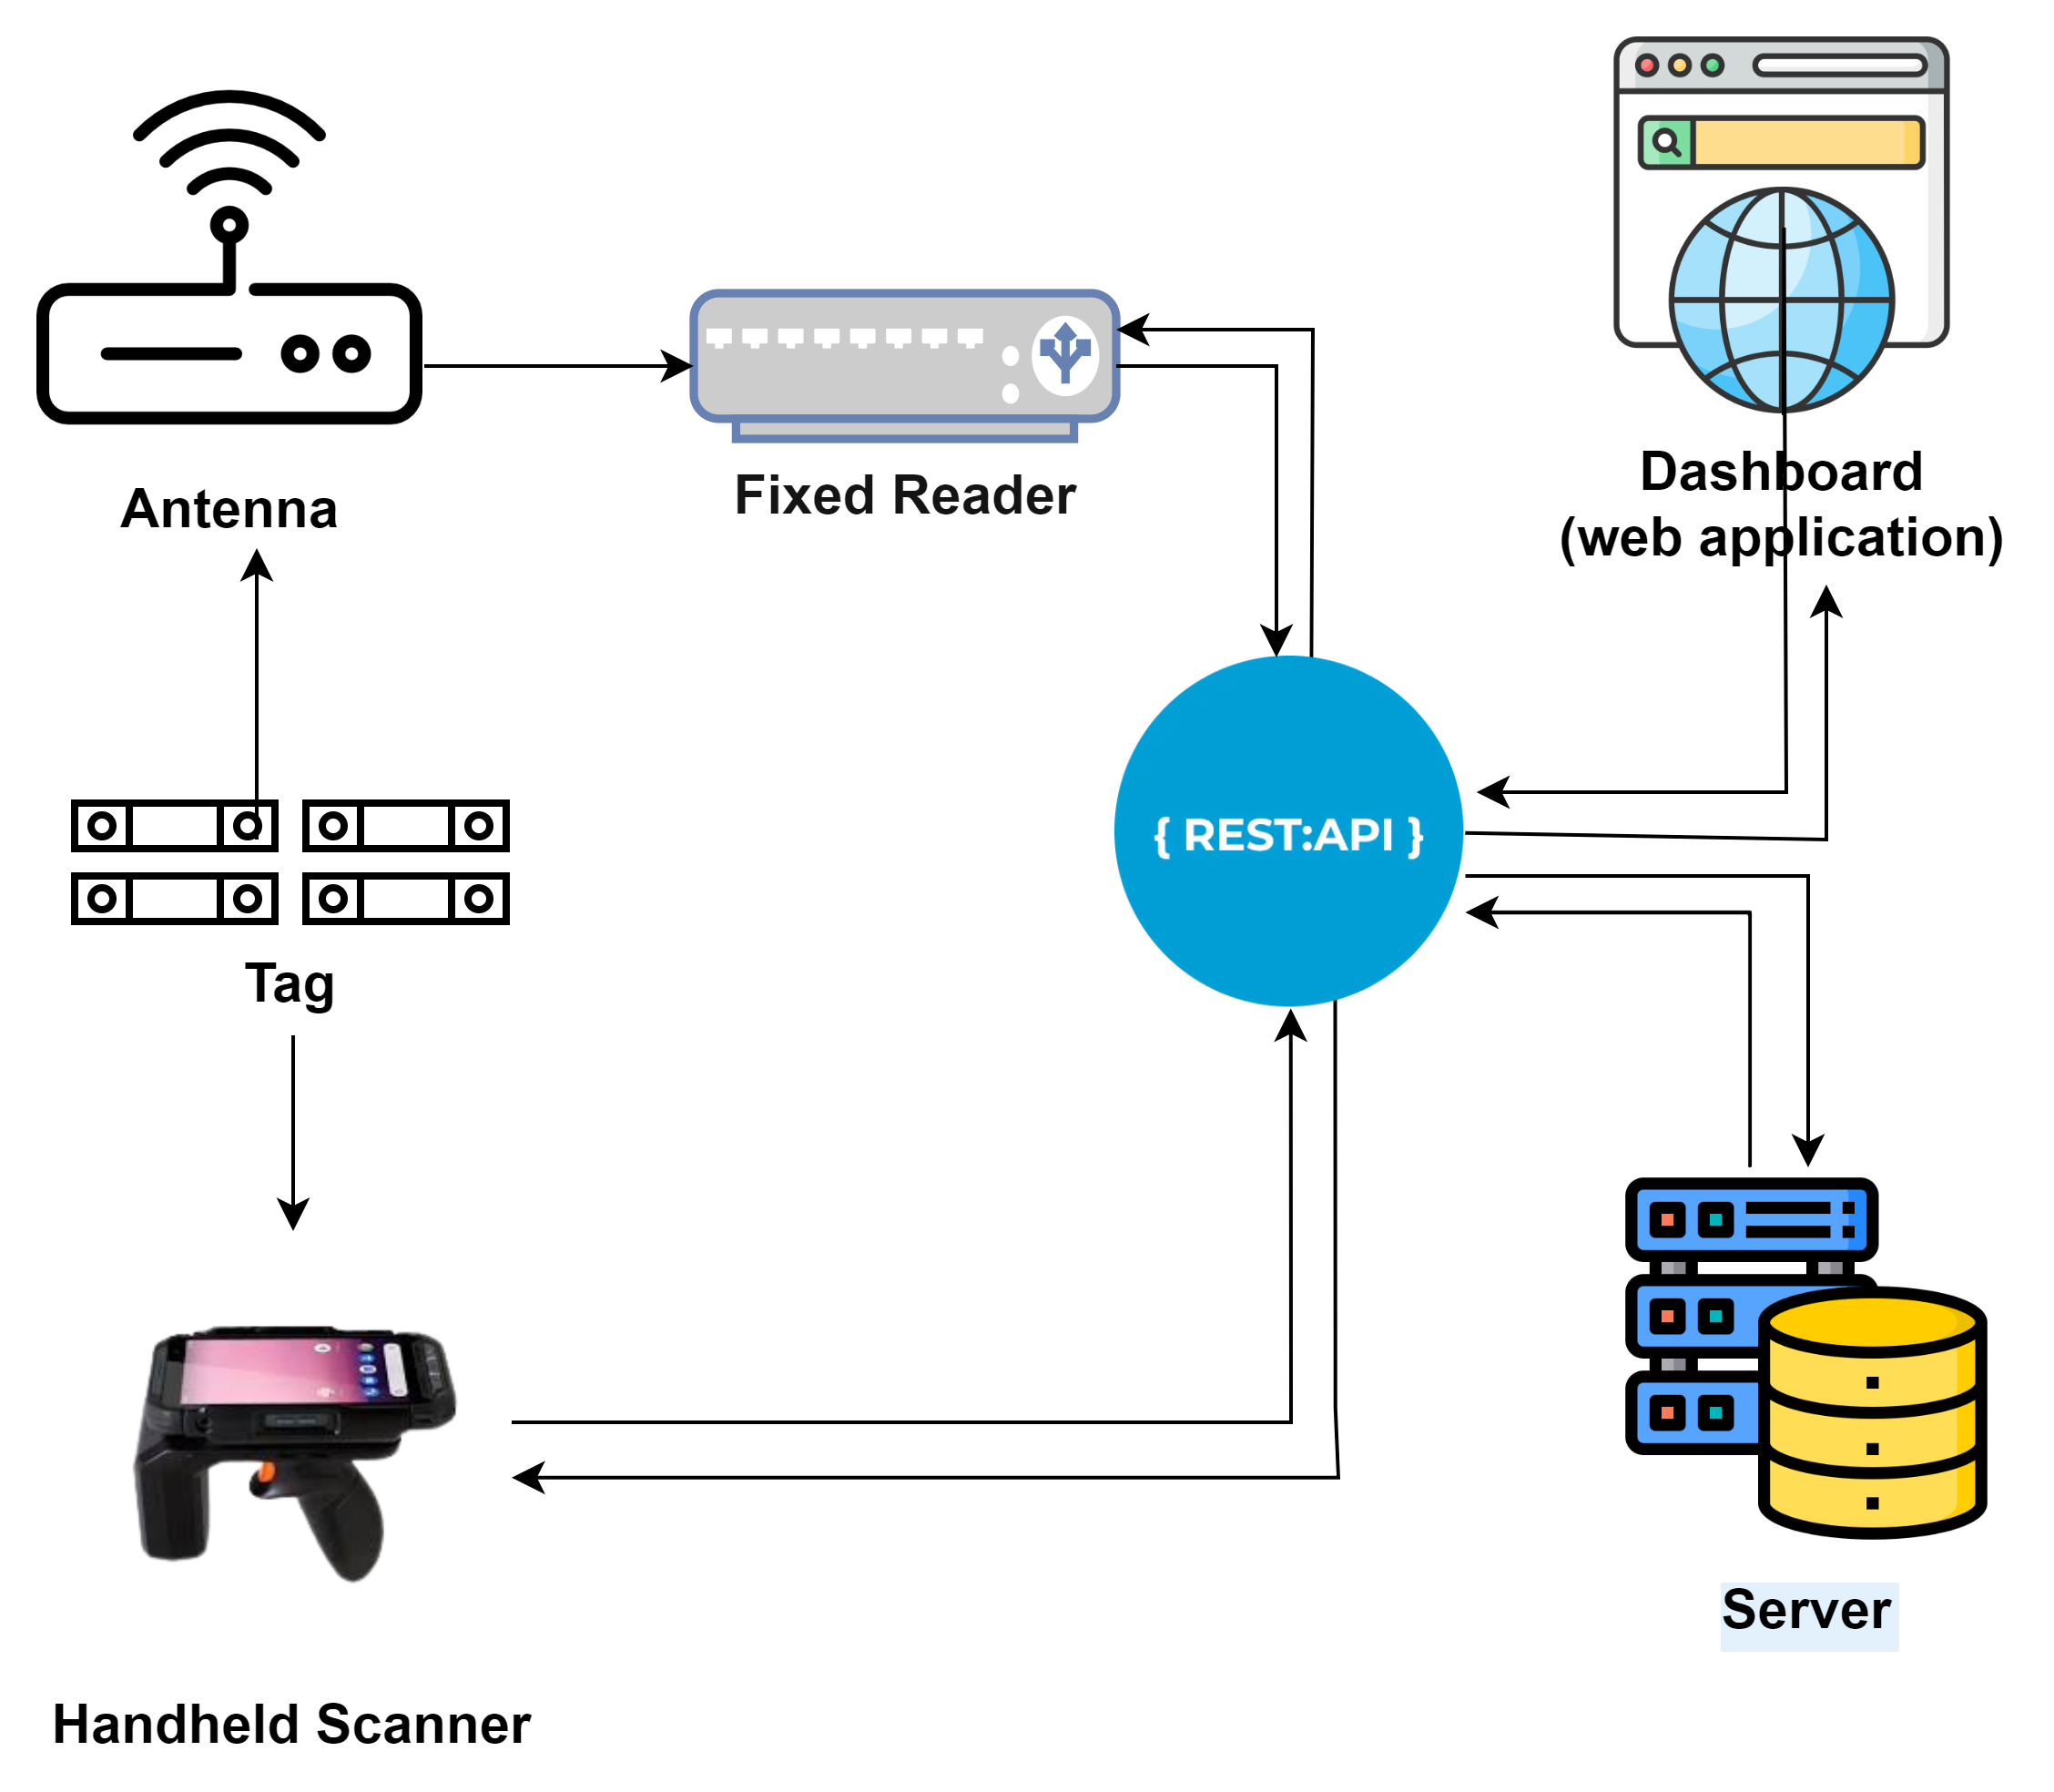 Antenna
Fixed Reader
Dashboard
(web application)
{ REST:API }
Tag
Server
Handheld Scanner